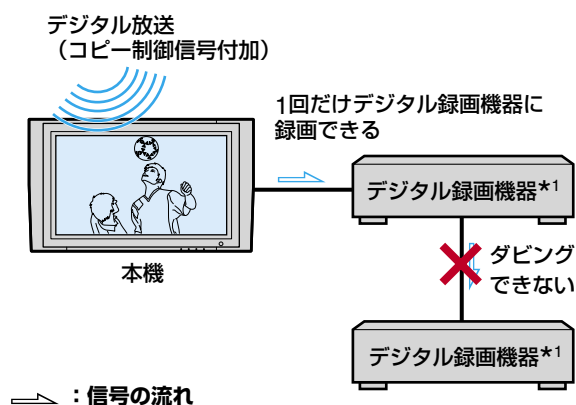 デジタル放送
（コピー制御信号付加）
1回だけデジタル録画機器に
録画できる
デジタル録画機器*1
本機
ダビング
できない
デジタル録画機器*1
：信号の流れ